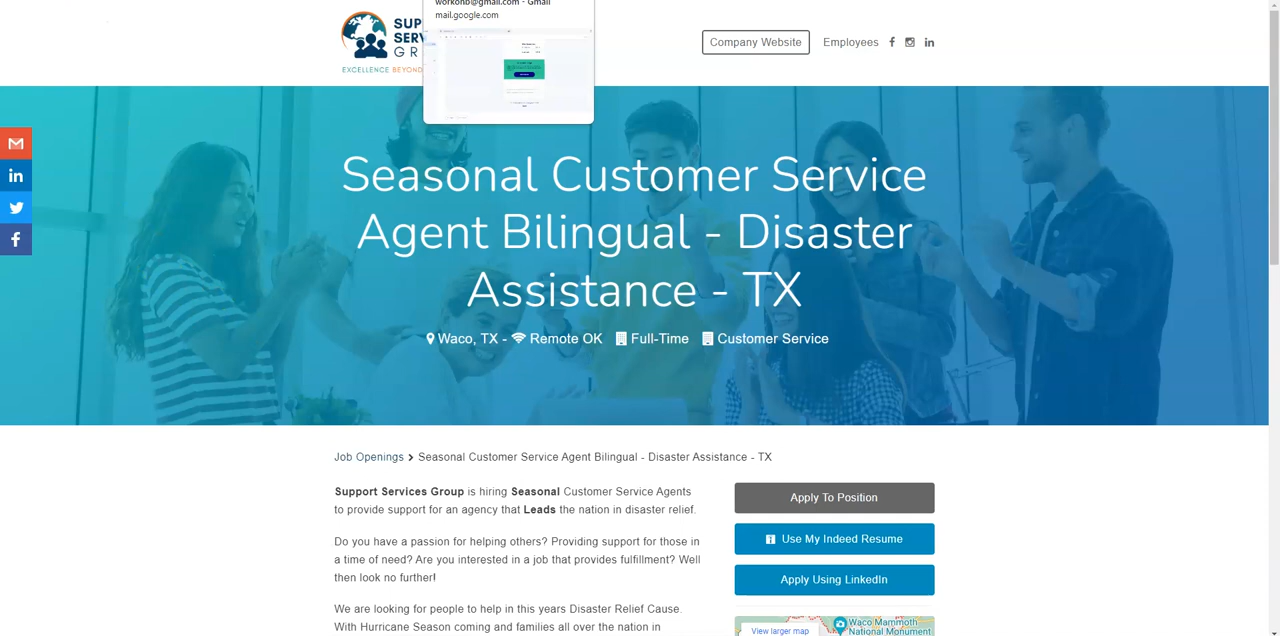 workonb@gmail.com - Gmail
mail.google.com
SUP
SERV
GR
EXCELLENCE BEYOND
Company Website
Employees
Seasonal Customer Service
Agent Bilingual - Disaster
Assistance - TX
Waco, TX - Remote OK Full-Time Customer Service
Job Openings > Seasonal Customer Service Agent Bilingual - Disaster Assistance - TX
Support Services Group is hiring Seasonal Customer Service Agents
to provide support for an agency that Leads the nation in disaster relief.
Do you have a passion for helping others? Providing support for those in
a time of need? Are you interested in a job that provides fulfillment? Well
then look no further!
We are looking for people to help in this years Disaster Relief Cause.
With Hurricane Season coming and families all over the nation in
Apply To Position
Use My Indeed Resume
Apply Using LinkedIn
View larger map
Waco Mammoth
National Monument